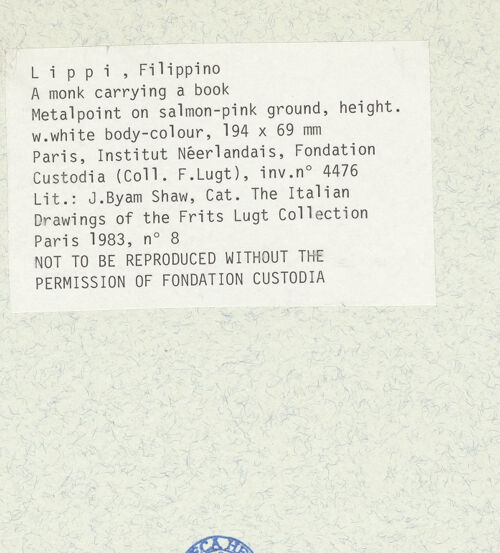 L i p p i , Filippino
A monk carrying a book
Metalpoint on salmon-pink ground, height.
w.white body-colour, 194 x 69 mm
Paris, Institut Néerlandais, Fondation
Custodia (Coll. F.Lugt), inv.n° 4476
Lit.: J.Byam Shaw, Cat. The Italian
Drawings of the Frits Lugt Collection
Paris 1983, n° 8
NOT TO BE REPRODUCED WITHOUT THE
PERMISSION OF FONDATION CUSTODIA